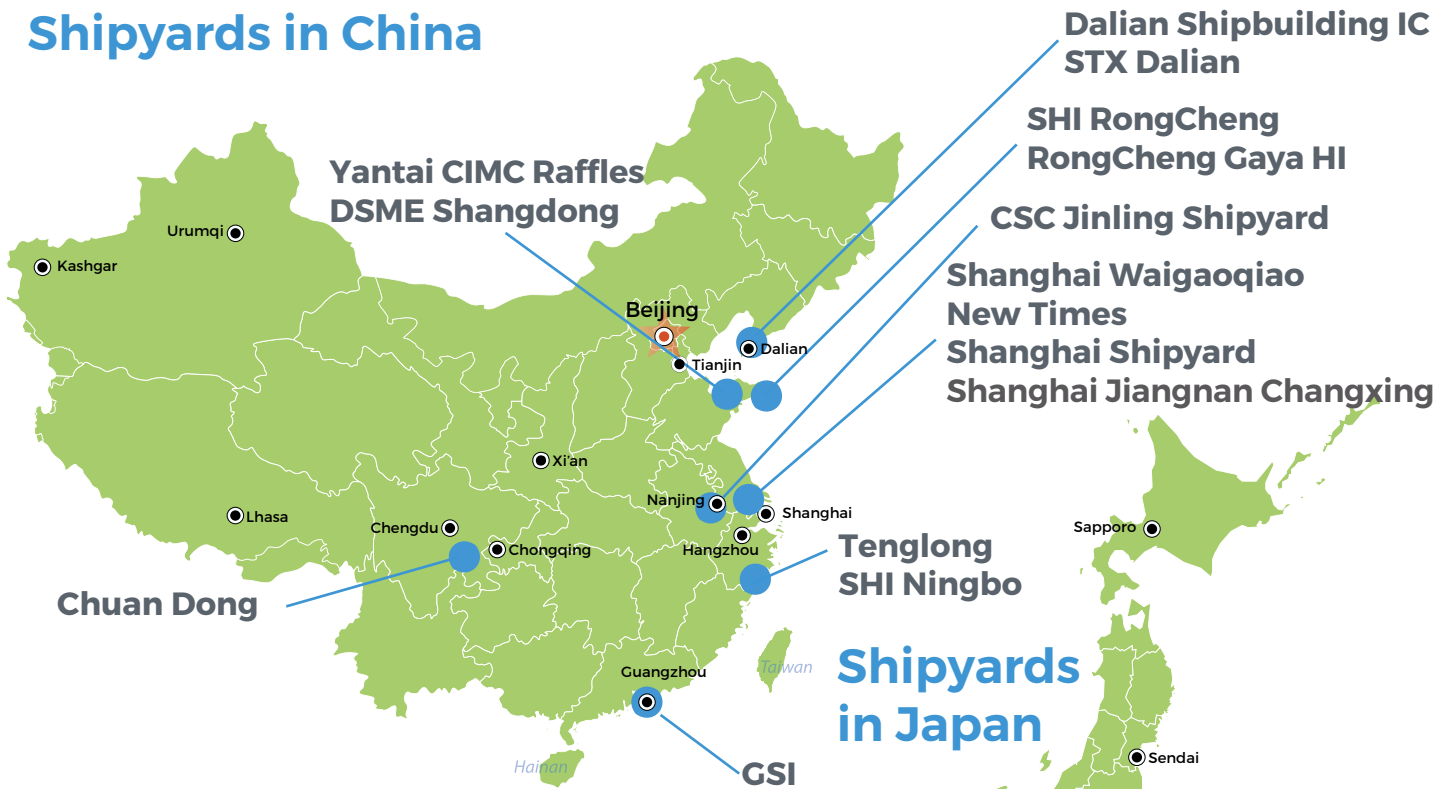 Shipyards in China
Dalian Shipbuilding IC
STX Dalian
SHI RongCheng
RongCheng Gaya HI
Yantai CIMC Raffles
DSME Shangdong
CSC Jinling Shipyard
Urumqi
Kashgar
Shanghai Waigaoqiao
New Times
Shanghai Shipyard
Shanghai Jiangnan Changxing
Beijing
Dalian
Tianjin
Xi'an
Nanjing
Shanghai
Lhasa
Chengdu
Chongqing
Hangzhou
Sapporo
Tenglong
SHI Ningbo
Chuan Dong
Guangzhou
Taiwan
Shipyards
in Japan
Hainan
GSI
Sendai